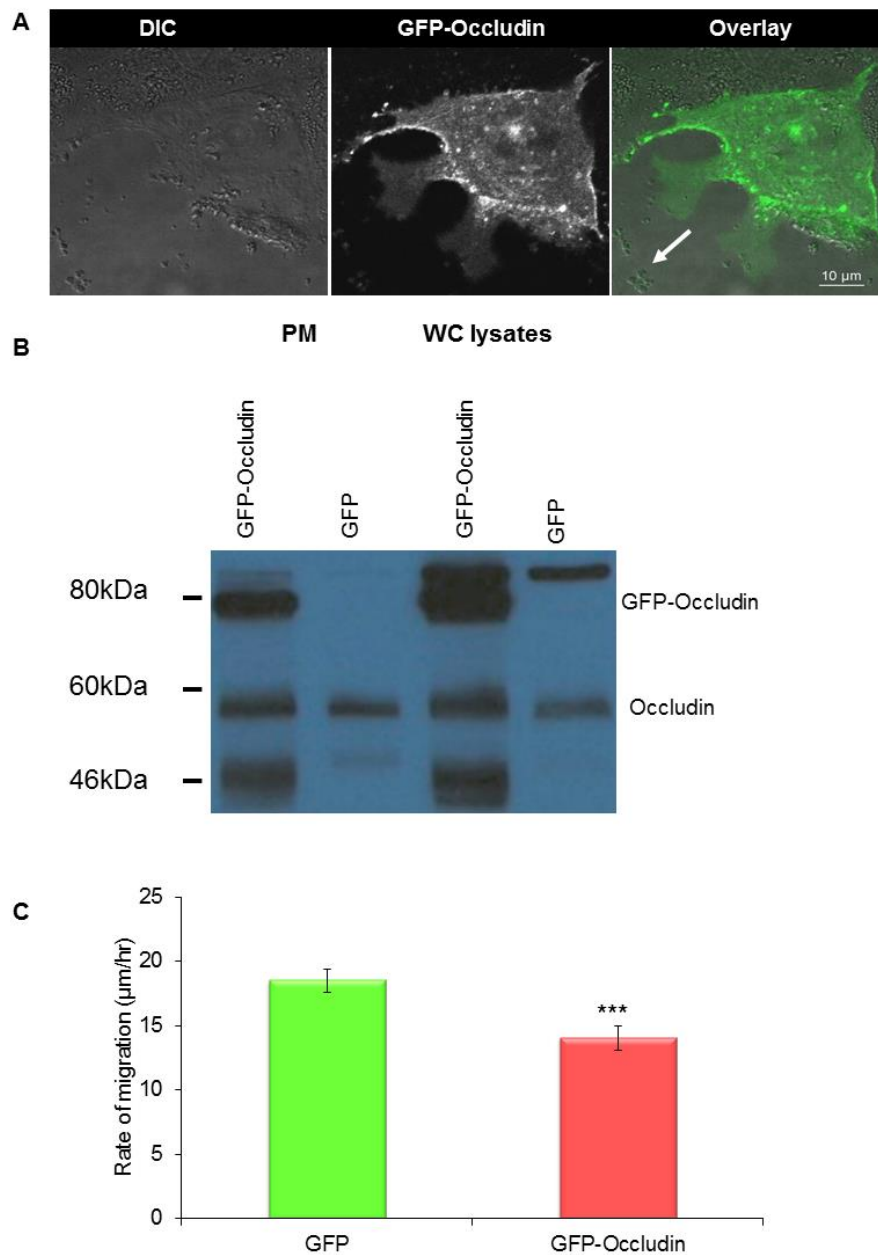 A
DIC GFP-Occludin Overlay
10 µm
B
PM WC lysates
GFP-Occludin GFP GFP-Occludin GFP
80kDa
GFP-Occludin
60kDa
Occludin
46kDa
C
Rate of migration (µm/hr)
25
20
15
10
5
0
***
GFP GFP-Occludin